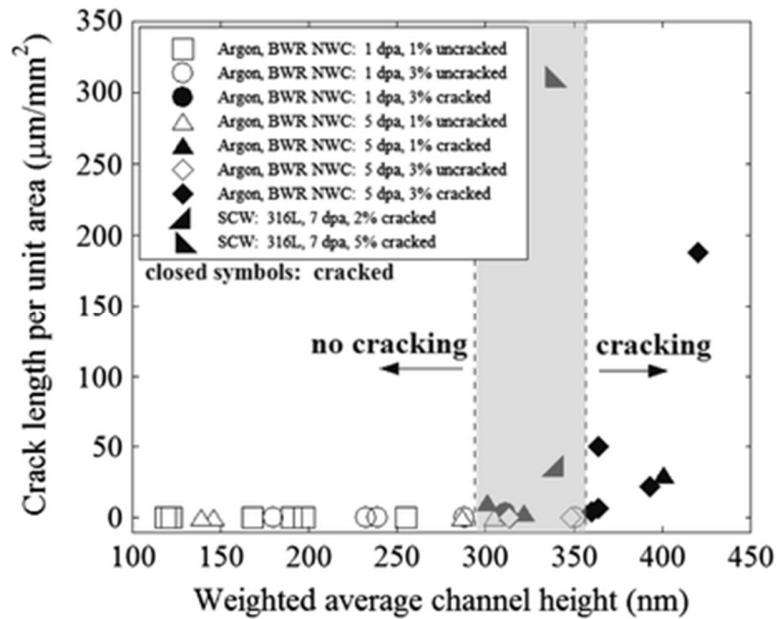 350
300
250
200
150
100
50
0
Crack length per unit area (μm/mm²)
Argon, BWR NWC: 1 dpa, 1% uncracked
Argon, BWR NWC: 1 dpa, 3% uncracked
Argon, BWR NWC: 1 dpa, 3% cracked
Argon, BWR NWC: 5 dpa, 1% uncracked
Argon, BWR NWC: 5 dpa, 1% cracked
Argon, BWR NWC: 5 dpa, 3% uncracked
Argon, BWR NWC: 5 dpa, 3% cracked
SCW: 316L, 7 dpa, 2% cracked
SCW: 316L, 7 dpa, 5% cracked
closed symbols: cracked
no cracking
cracking
100 150 200 250 300 350 400 450
Weighted average channel height (nm)